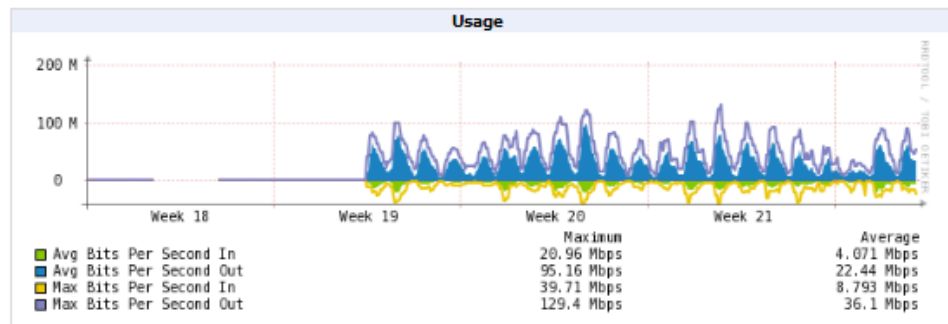 Usage
200 M
100 M
0
RRDTOOL / TOBI OETIKER
Week 18 Week 19 Week 20 Week 21
Maximum Average
Avg Bits Per Second In 20.96 Mbps 4.071 Mbps
Avg Bits Per Second Out 95.16 Mbps 22.44 Mbps
Max Bits Per Second In 39.71 Mbps 8.793 Mbps
Max Bits Per Second Out 129.4 Mbps 36.1 Mbps